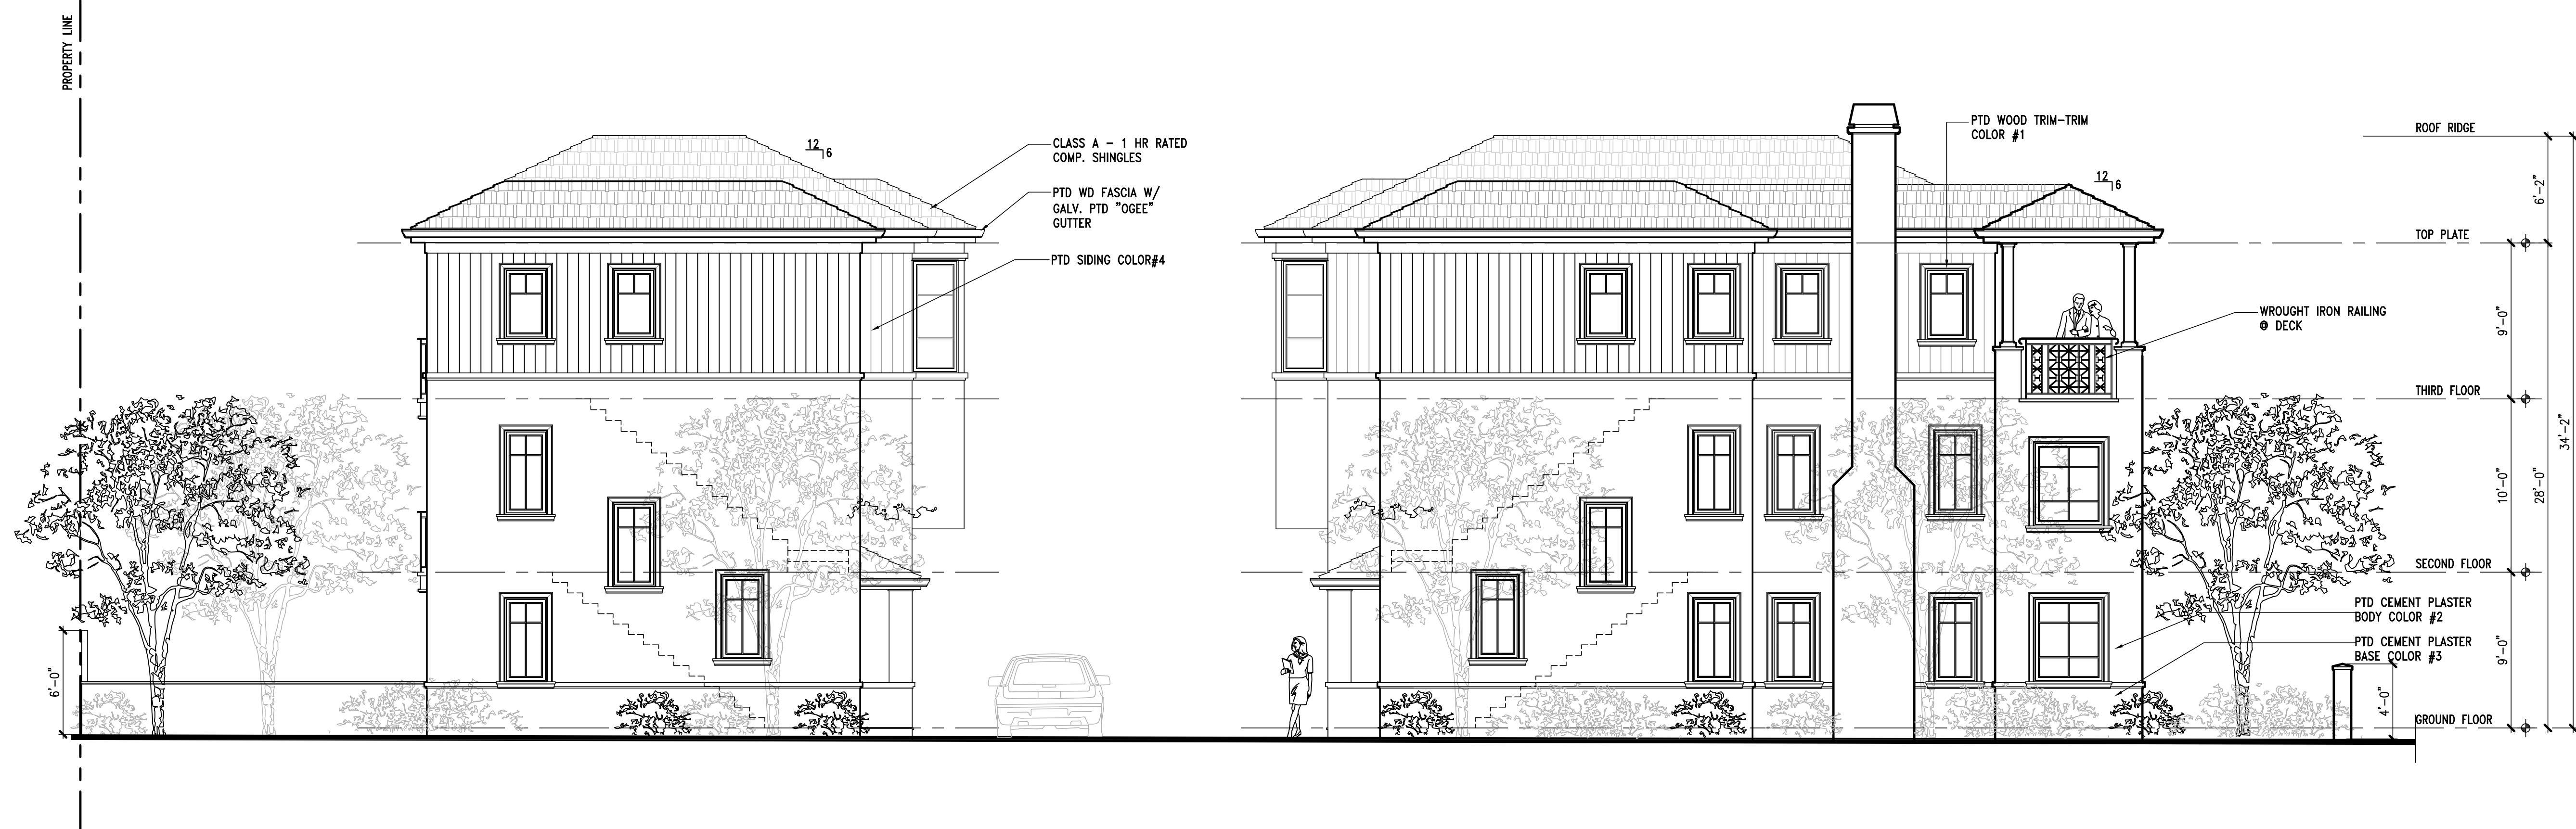 PROPERTY LINE
6'-0"
12
6
CLASS A - 1 HR RATED
COMP. SHINGLES
PTD WD FASCIA W/
GALV. PTD "OGEE"
GUTTER
PTD SIDING COLOR#4
PTD WOOD TRIM-TRIM
COLOR #1
12
6
WROUGHT IRON RAILING
@ DECK
PTD CEMENT PLASTER
BODY COLOR #2
PTD CEMENT PLASTER
BASE COLOR #3
4'-0"
ROOF RIDGE
TOP PLATE
THIRD FLOOR
SECOND FLOOR
GROUND FLOOR
6'-2"
9'-0"
10'-0"
9'-0"
28'-0"
34'-2"